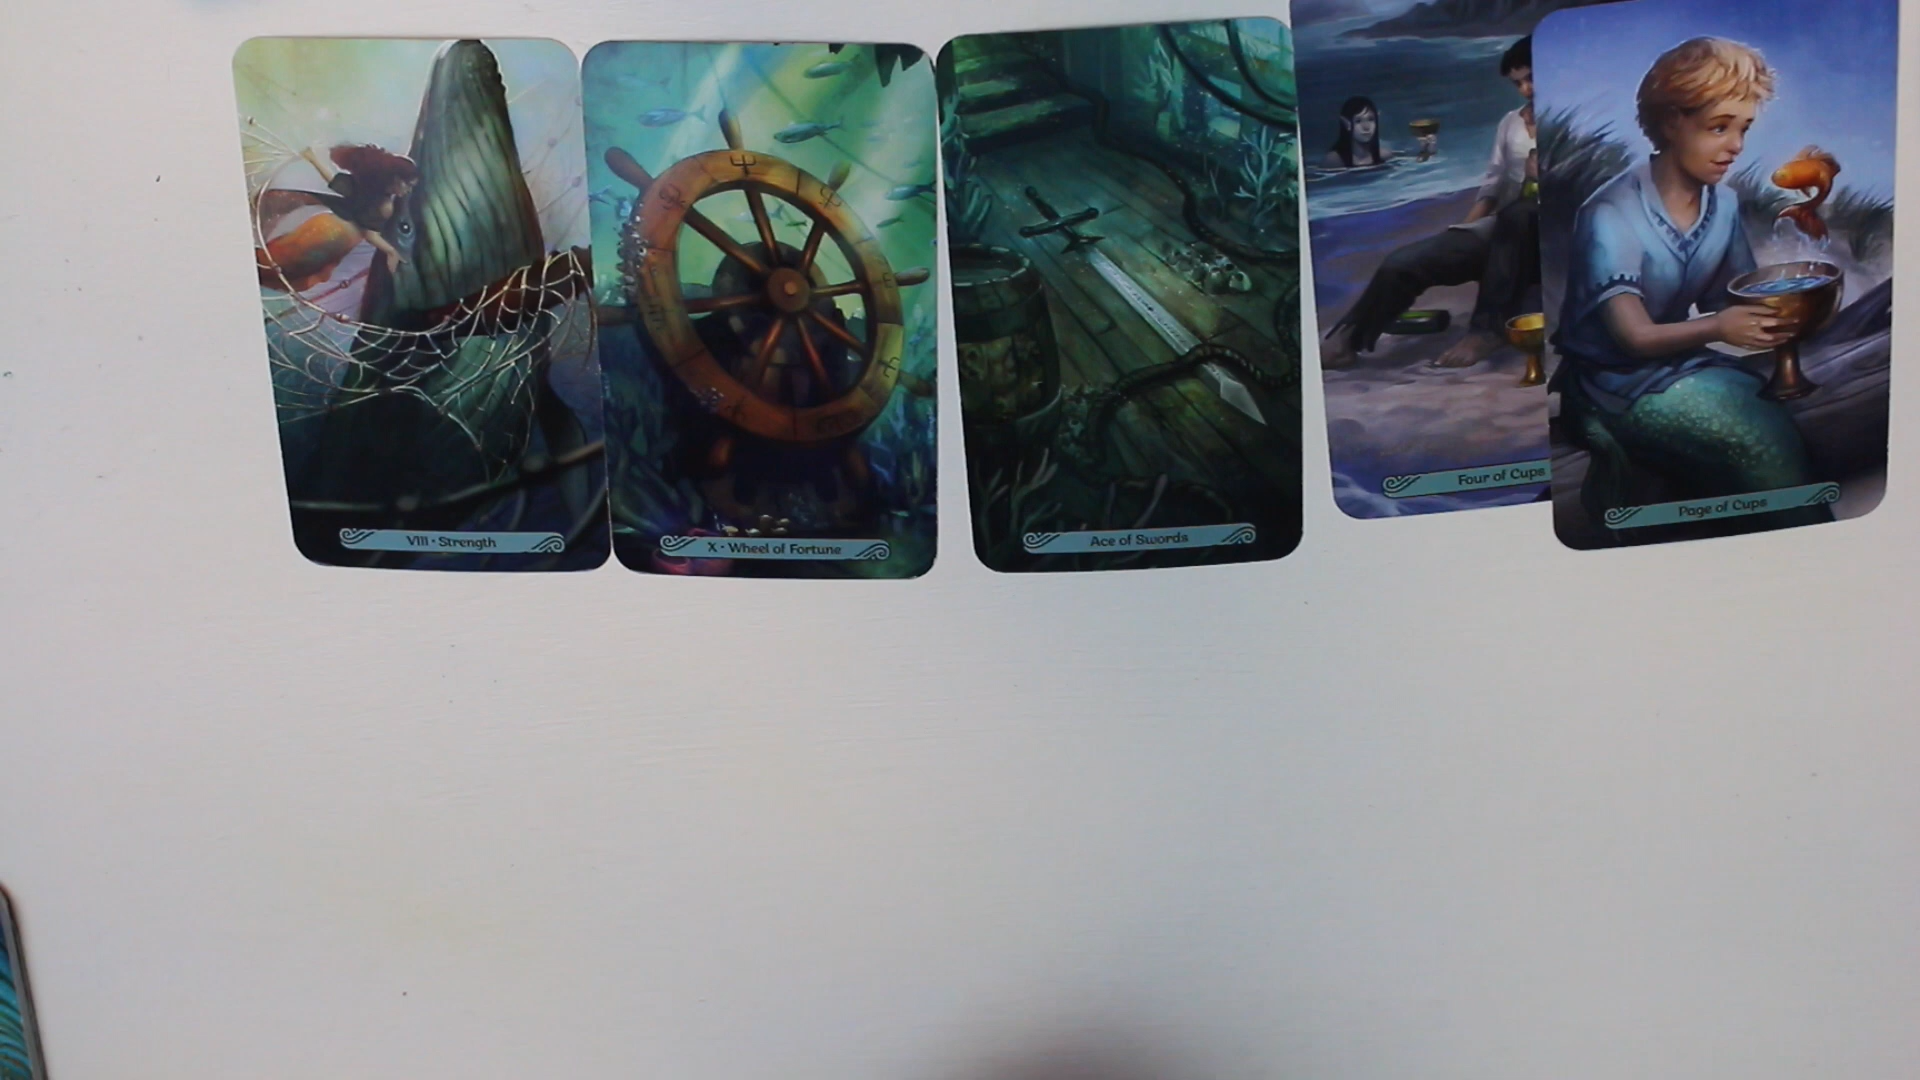 VIII • Strength
X • Wheel of Fortune
Ace of Swords
Four of Cups
Page of Cups